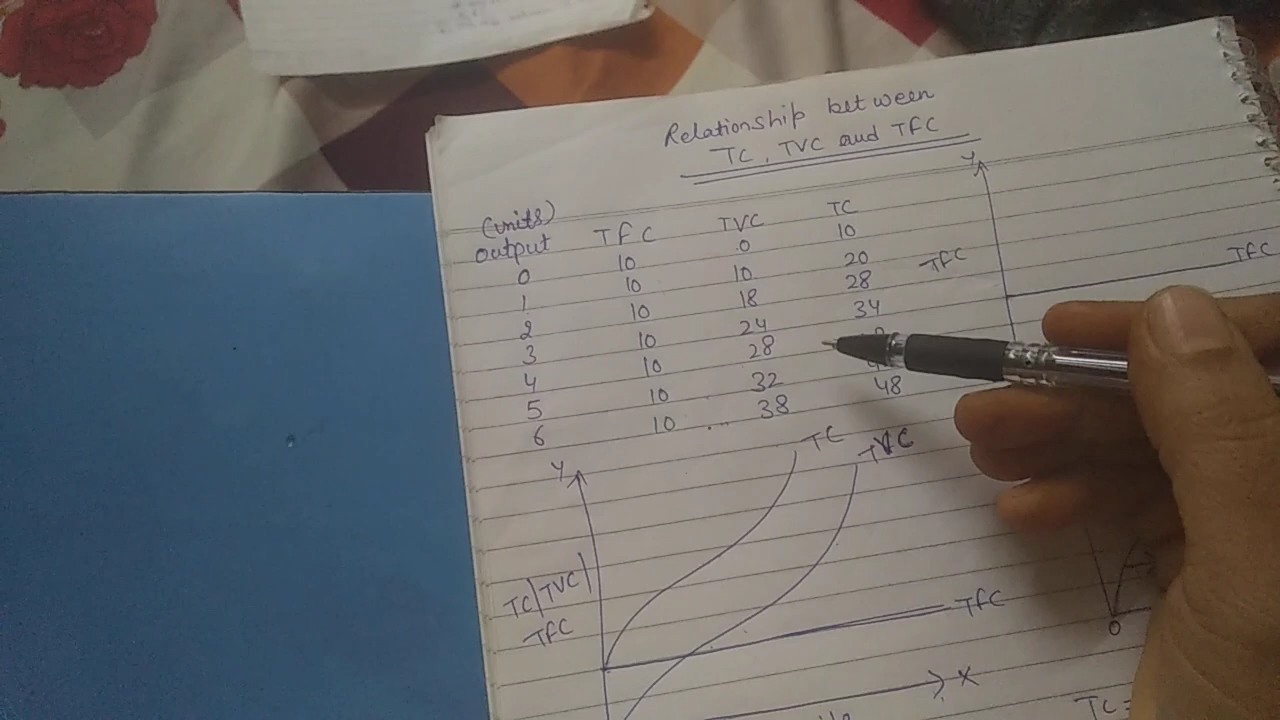 Relationship between
TC, TVC and TFC
(units)
output TFC TVC TC
0 10 0 10
1 10 10 20
2 10 18 28
3 10 24 34
4 10 28
5 10 32
6 10 38 48
Y
TFC
TFC
Y
TC
TVC
TC|TVC|
TFC
TFC
X
O
TC =